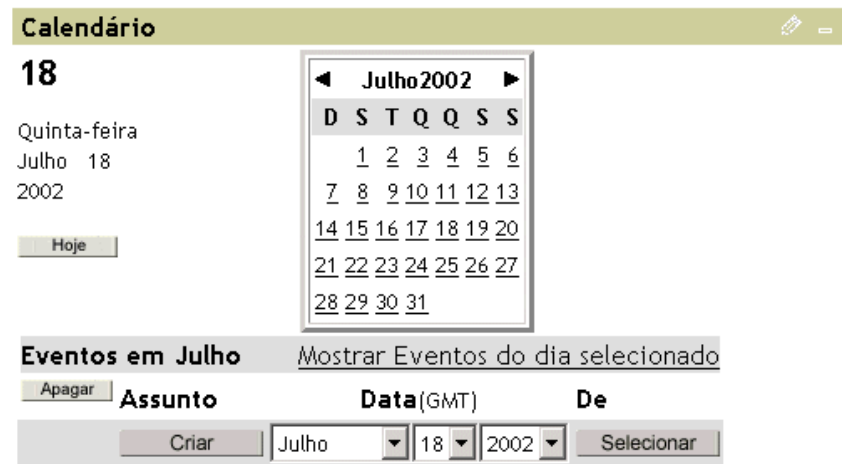 Calendário
18
Quinta-feira
Julho 18
2002
Hoje
Julho2002
D S T Q Q S S
1 2 3 4 5 6
7 8 9 10 11 12 13
14 15 16 17 18 19 20
21 22 23 24 25 26 27
28 29 30 31
Eventos em Julho Mostrar Eventos do dia selecionado
Apagar Assunto Data(GMT) De
Criar Julho 18 2002 Selecionar